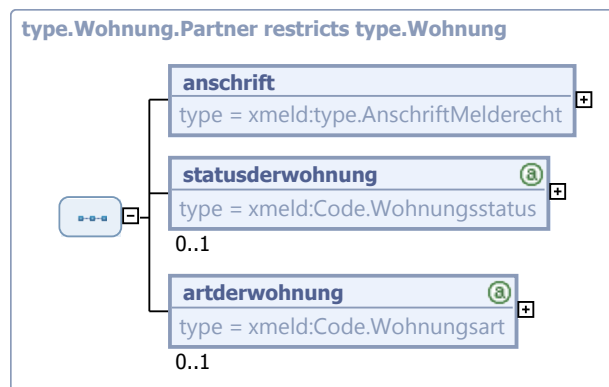 type.Wohnung.Partner restricts type.Wohnung
anschrift
type = xmeld:type.AnschriftMelderecht
statusderwohnung
type = xmeld:Code.Wohnungsstatus
0..1
artderwohnung
type = xmeld:Code.Wohnungsart
0..1